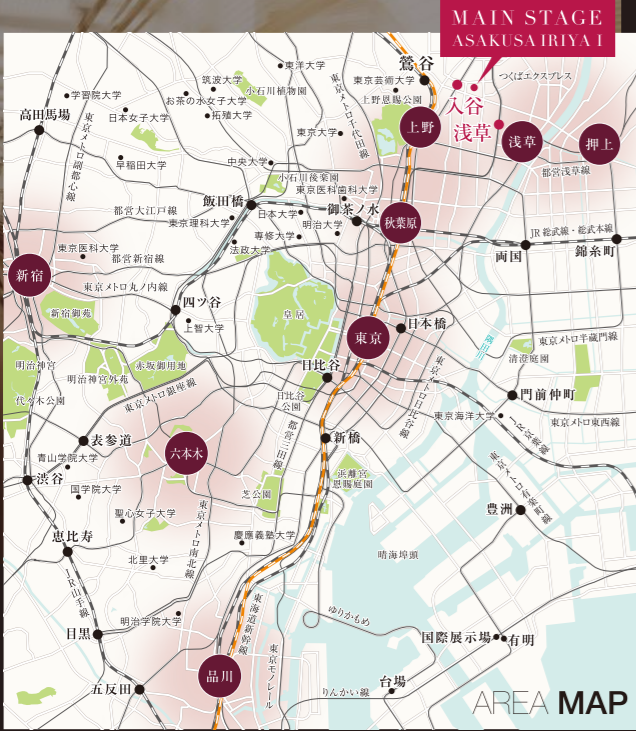 MAIN STAGE
ASAKUSA IRIYA I
東洋大学
鶯谷
つくばエクスプレス
筑波大学
東京芸術大学
学習院大学
お茶の水女子大学
小石川植物園
上野恩賜公園
入谷
高田馬場
日本女子大学
拓殖大学
東京メトロ千代田線
上野
浅草
浅草
押上
東京大学
東京メトロ副都心線
早稲田大学
中央大学
都営浅草線
小石川後楽園
東京医科歯科大学
飯田橋
都営大江戸線
日本大学
御茶ノ水
秋葉原
東京理科大学
明治大学
JR 総武線・総武本線
専修大学
東京医科大学
法政大学
両国
錦糸町
都営新宿線
新宿
東京メトロ丸ノ内線
四ツ谷
新宿御苑
上智大学
皇居
東京
日本橋
東京メトロ半蔵門線
清澄庭園
明治神宮
赤坂御用地
日比谷
明治神宮外苑
東京メトロ銀座線
日比谷
公園
東京メトロ日比谷線
門前仲町
代々木公園
東京海洋大学
東京メトロ東西線
都営三田線
JR京葉線
表参道
新橋
青山学院大学
六本木
東京メトロ有楽町線
浜離宮
恩賜庭園
渋谷
国学院大学
芝公園
聖心女子大学
東京メトロ南北線
豊洲
恵比寿
慶應義塾大学
晴海埠頭
北里大学
JR山手線
東海道新幹線
明治学院大学
ゆりかもめ
目黒
国際展示場
有明
東京モノレール
品川
台場
五反田
りんかい線
AREA MAP